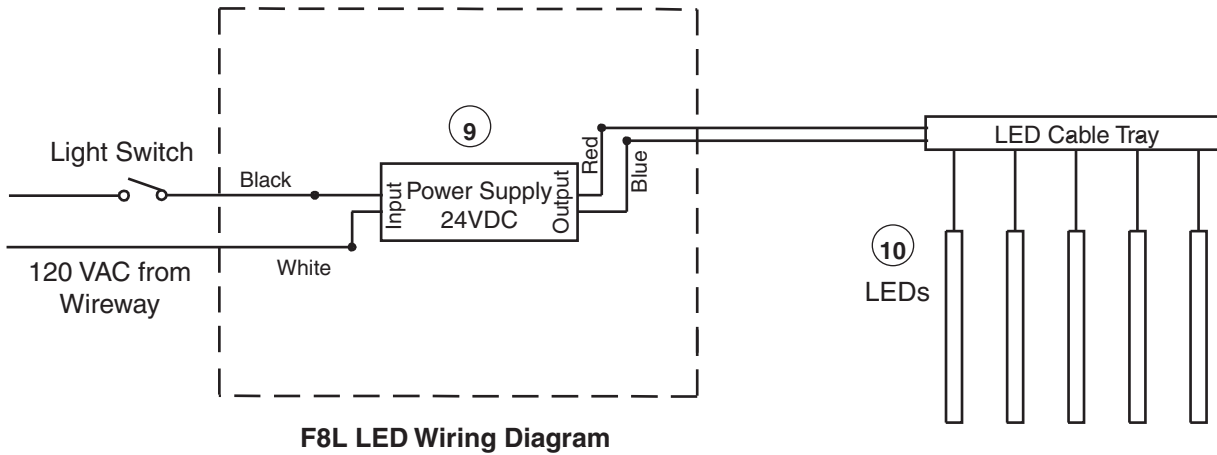 9
Light Switch
Black
Input
Power Supply
24VDC
Output
Red
Blue
LED Cable Tray
White
120 VAC from
Wireway
10
LEDs
F8L LED Wiring Diagram